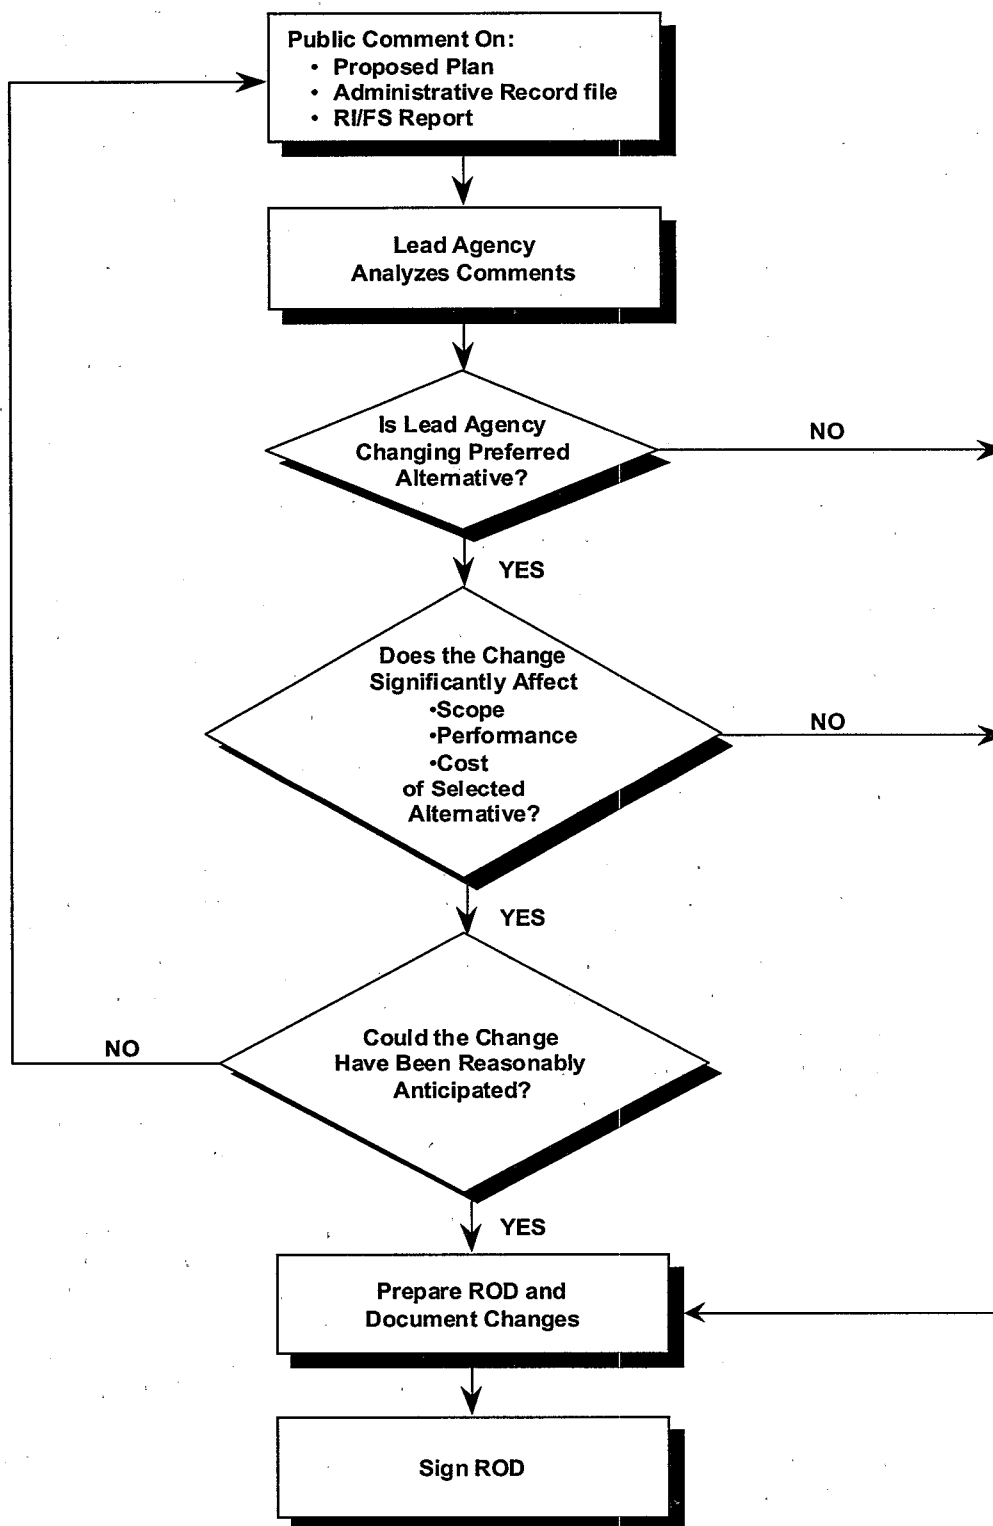 Public Comment On:
• Proposed Plan
• Administrative Record file
• RI/FS Report
Lead Agency
Analyzes Comments
Is Lead Agency
Changing Preferred
Alternative?
NO
YES
Does the Change
Significantly Affect
•Scope
•Performance
•Cost
of Selected
Alternative?
NO
YES
Could the Change
Have Been Reasonably
Anticipated?
NO
YES
Prepare ROD and
Document Changes
Sign ROD